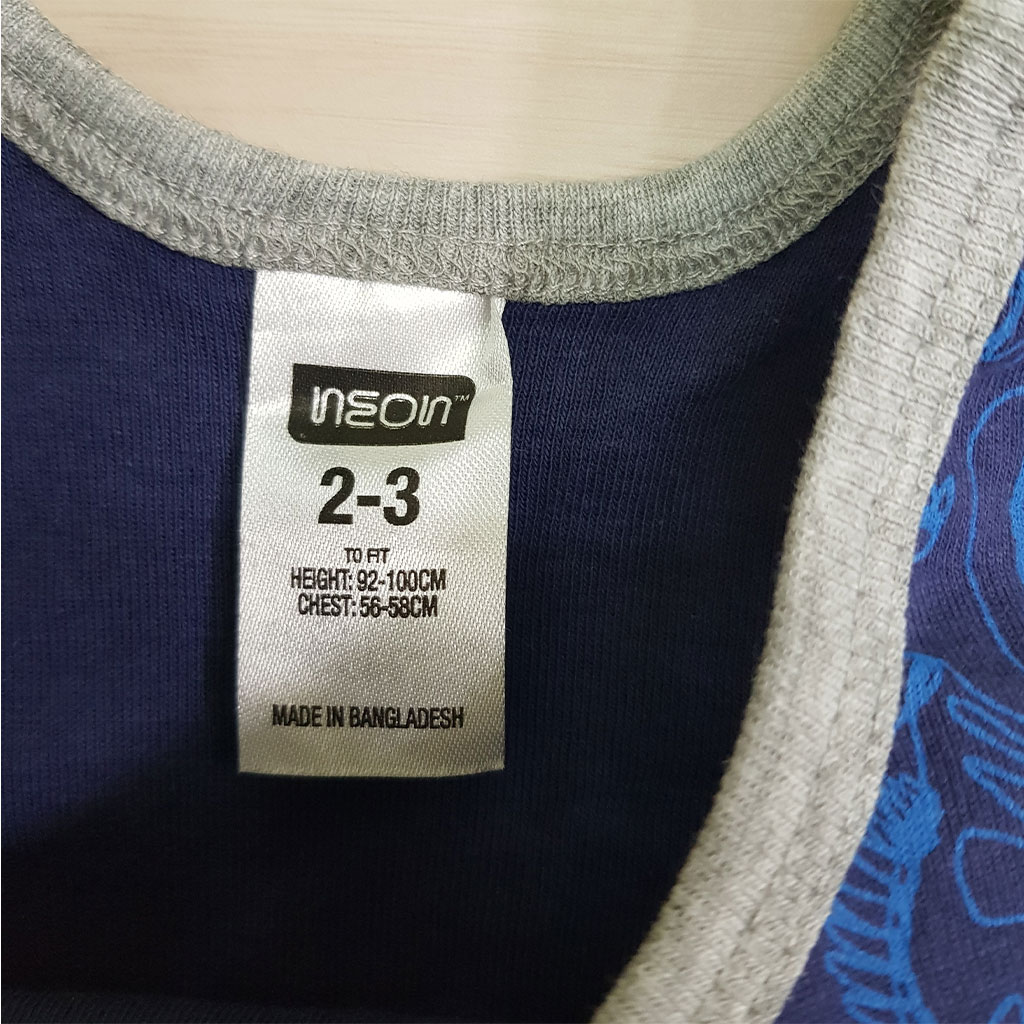 neon™
2-3
TO FIT
HEIGHT: 92-100CM
CHEST: 56-58CM
MADE IN BANGLADESH